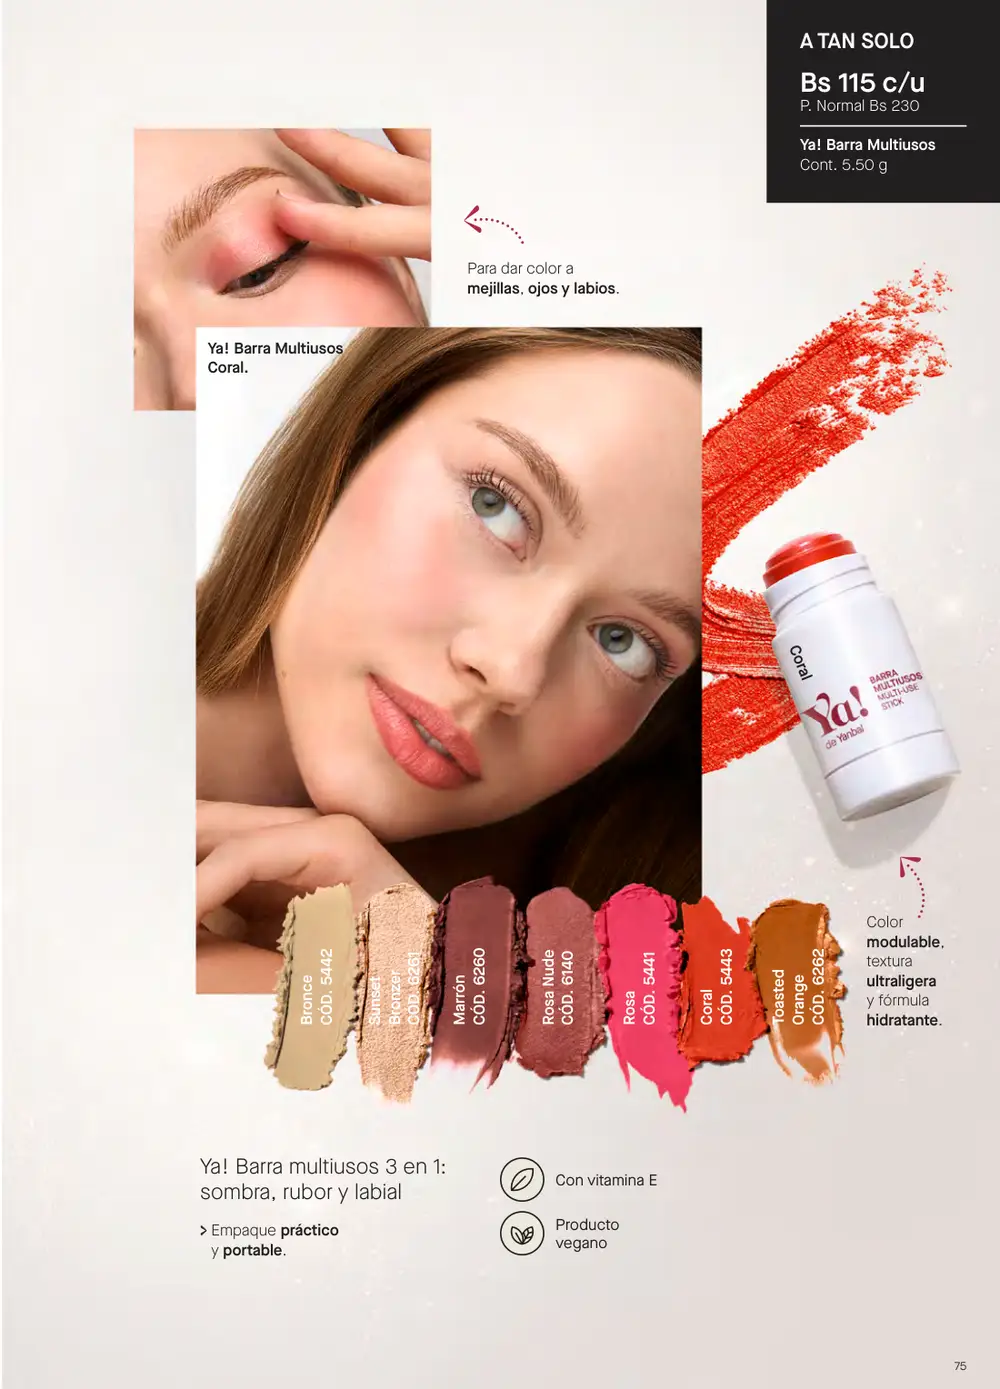 A TAN SOLO
Bs 115 c/u
P. Normal Bs 230
Ya! Barra Multiusos
Cont. 5.50 g
Para dar color a
mejillas, ojos y labios.
Ya! Barra Multiusos
Coral.
Coral
Ya!
de Yanbal
BARRA
MULTIUSOS
MULTI-USE
STICK
Color
modulable,
textura
ultraligera
y fórmula
hidratante.
Bronce
CÓD. 5442
Sunset
Bronzer
CÓD. 6261
Marrón
CÓD. 6260
Rosa Nude
CÓD. 6140
Rosa
CÓD. 5441
Coral
CÓD. 5443
Toasted
Orange
CÓD. 6262
Ya! Barra multiusos 3 en 1:
sombra, rubor y labial
> Empaque práctico
y portable.
Con vitamina E
Producto
vegano
75